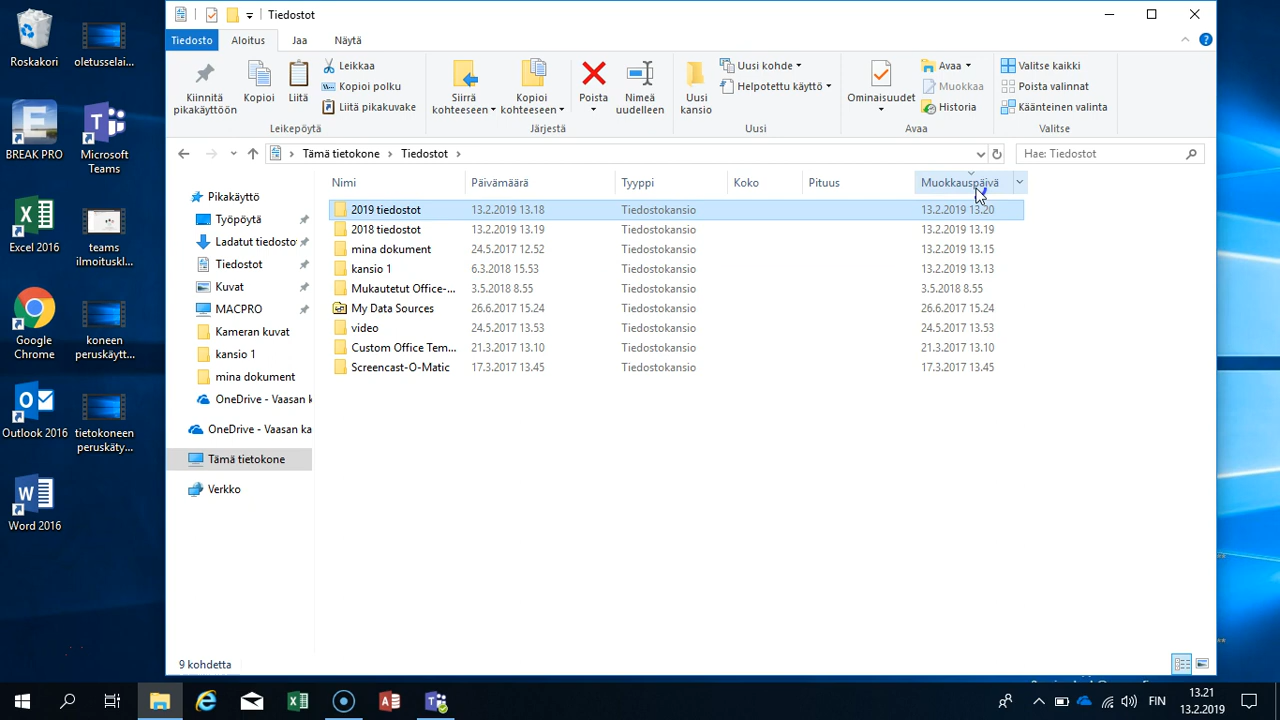 Tiedostot
Tiedosto Aloitus Jaa Näytä
Kiinnitä pikakäyttöön
Kopioi
Liitä
Leikkaa
Kopioi polku
Liitä pikakuvake
Leikepöytä
Siirrä kohteeseen
Kopioi kohteeseen
Poista
Nimeä uudelleen
Järjestä
Uusi kansio
Uusi kohde
Helpotettu käyttö
Uusi
Ominaisuudet
Avaa
Muokkaa
Historia
Avaa
Valitse kaikki
Poista valinnat
Käänteinen valinta
Valitse
Tämä tietokone > Tiedostot >
Hae: Tiedostot
Nimi Päivämäärä Tyyppi Koko Pituus Muokkauspäivä
2019 tiedostot 13.2.2019 13.18 Tiedostokansio 13.2.2019 13.20
2018 tiedostot 13.2.2019 13.19 Tiedostokansio 13.2.2019 13.19
mina dokument 24.5.2017 12.52 Tiedostokansio 13.2.2019 13.15
kansio 1 6.3.2018 15.53 Tiedostokansio 13.2.2019 13.13
Mukautetut Office-... 3.5.2018 8.55 Tiedostokansio 3.5.2018 8.55
My Data Sources 26.6.2017 15.24 Tiedostokansio 26.6.2017 15.24
video 24.5.2017 13.53 Tiedostokansio 24.5.2017 13.53
Custom Office Tem... 21.3.2017 13.10 Tiedostokansio 21.3.2017 13.10
Screencast-O-Matic 17.3.2017 13.45 Tiedostokansio 17.3.2017 13.45
Pikakäyttö
Työpöytä
Ladatut tiedosto
Tiedostot
Kuvat
MACPRO
Kameran kuvat
kansio 1
mina dokument
OneDrive - Vaasan k
OneDrive - Vaasan ka
Tämä tietokone
Verkko
9 kohdetta
Roskakori
oletusselai...
BREAK PRO
Microsoft Teams
Excel 2016
teams ilmoituskl...
Google Chrome
koneen peruskäytt...
Outlook 2016
tietokoneen peruskäty...
Word 2016
FIN
13.21
13.2.2019